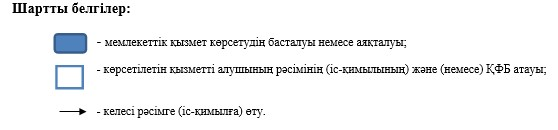 Шартты белгілер:
- мемлекеттік қызмет көрсетудің басталуы немесе аяқталуы;
- көрсетілетін қызметті алушының рәсімінің (іс-қимылының) және (немесе) ҚФБ атауы;
- келесі рәсімге (іс-қимылға) өту.